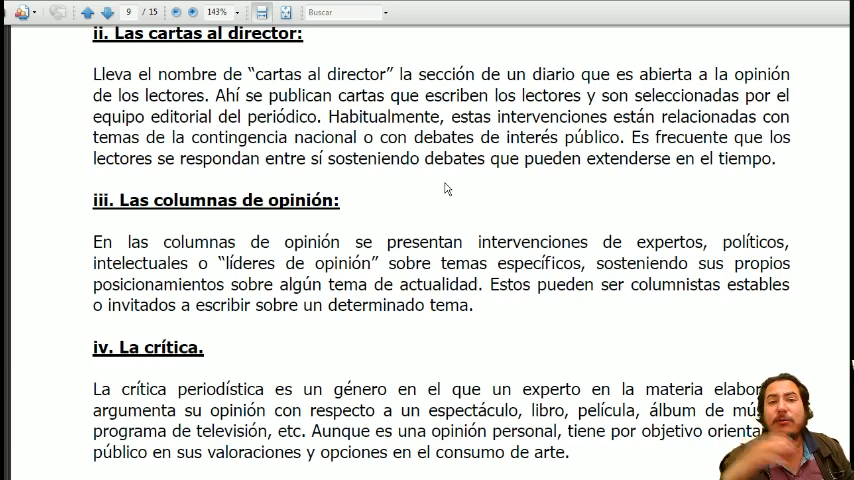 9 / 15 143% Buscar
ii. Las cartas al director:
Lleva el nombre de “cartas al director” la sección de un diario que es abierta a la opinión
de los lectores. Ahí se publican cartas que escriben los lectores y son seleccionadas por el
equipo editorial del periódico. Habitualmente, estas intervenciones están relacionadas con
temas de la contingencia nacional o con debates de interés público. Es frecuente que los
lectores se respondan entre sí sosteniendo debates que pueden extenderse en el tiempo.
iii. Las columnas de opinión:
En las columnas de opinión se presentan intervenciones de expertos, políticos,
intelectuales o “líderes de opinión” sobre temas específicos, sosteniendo sus propios
posicionamientos sobre algún tema de actualidad. Estos pueden ser columnistas estables
o invitados a escribir sobre un determinado tema.
iv. La crítica.
La crítica periodística es un género en el que un experto en la materia elabor
argumenta su opinión con respecto a un espectáculo, libro, película, álbum de mú
programa de televisión, etc. Aunque es una opinión personal, tiene por objetivo orienta
público en sus valoraciones y opciones en el consumo de arte.